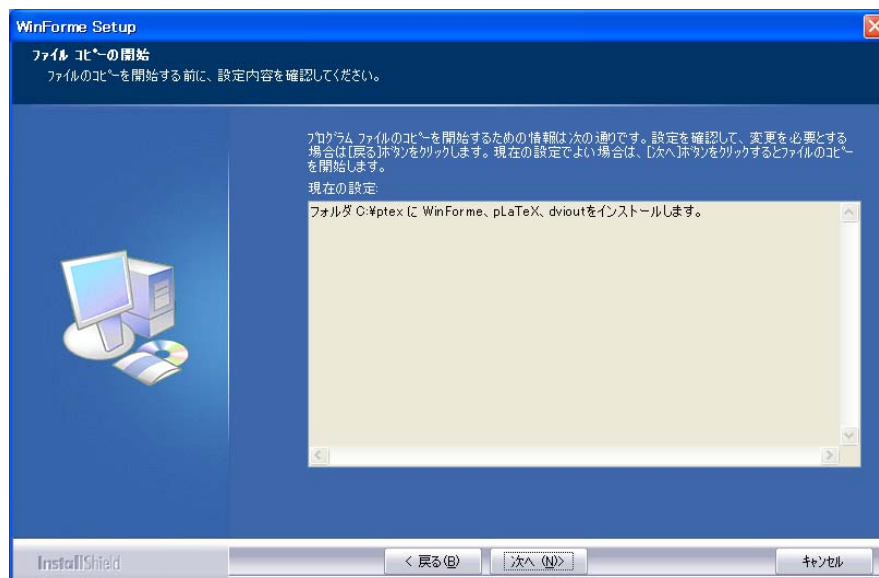 WinForme Setup
ﾌｧｲﾙ ｺﾋﾟｰの開始
ﾌｧｲﾙのｺﾋﾟｰを開始する前に、設定内容を確認してください。
ﾌﾟﾛｸﾞﾗﾑ ﾌｧｲﾙのｺﾋﾟｰを開始するための情報は次の通りです。設定を確認して、変更を必要とする
場合は[戻る]ﾎﾞﾀﾝをｸﾘｯｸします。現在の設定でよい場合は、[次へ]ﾎﾞﾀﾝをｸﾘｯｸするとﾌｧｲﾙのｺﾋﾟｰ
を開始します。
現在の設定:
フォルダ C:¥ptex に WinForme、pLaTeX、dvioutをインストールします。
InstallShield
< 戻る(B)
次へ (N)>
ｷｬﾝｾﾙ